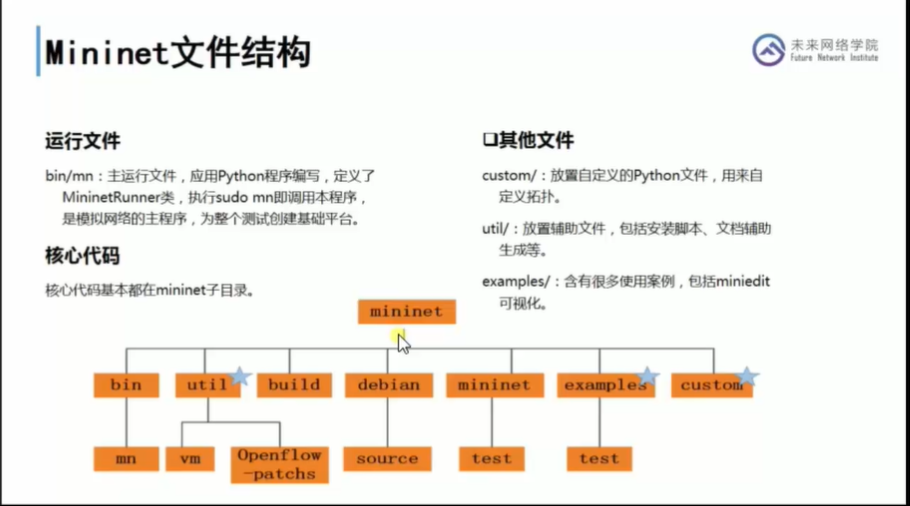 Mininet文件结构
未来网络学院
Future Network Institute
运行文件
bin/mn：主运行文件，应用Python程序编写，定义了
MininetRunner类，执行sudo mn即调用本程序，
是模拟网络的主程序，为整个测试创建基础平台。
核心代码
核心代码基本都在mininet子目录。
❑其他文件
custom/：放置自定义的Python文件，用来自
定义拓扑。
util/：放置辅助文件，包括安装脚本、文档辅助
生成等。
examples/：含有很多使用案例，包括miniedit
可视化。
mininet
bin
util
build
debian
mininet
examples
custom
mn
vm
Openflow
-patchs
source
test
test